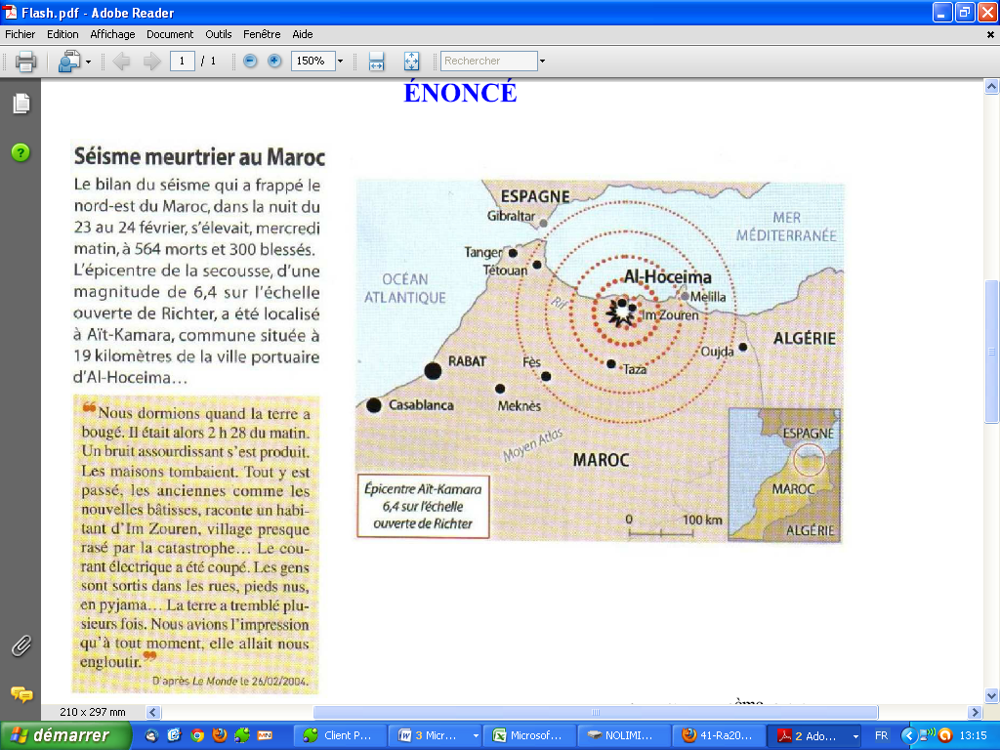 Flash.pdf - Adobe Reader
Fichier Edition Affichage Document Outils Fenêtre Aide
1 / 1 150% Rechercher
ÉNONCÉ
Séisme meurtrier au Maroc
Le bilan du séisme qui a frappé le
nord-est du Maroc, dans la nuit du
23 au 24 février, s'élevait, mercredi
matin, à 564 morts et 300 blessés.
L'épicentre de la secousse, d'une
magnitude de 6,4 sur l'échelle
ouverte de Richter, a été localisé
à Aït-Kamara, commune située à
19 kilomètres de la ville portuaire
d'Al-Hoceima…
“ Nous dormions quand la terre a
bougé. Il était alors 2 h 28 du matin.
Un bruit assourdissant s'est produit.
Les maisons tombaient. Tout y est
passé, les anciennes comme les
nouvelles bâtisses, raconte un habi-
tant d'Im Zouren, village presque
rasé par la catastrophe… Le cou-
rant électrique a été coupé. Les gens
sont sortis dans les rues, pieds nus,
en pyjama… La terre a tremblé plu-
sieurs fois. Nous avions l'impression
qu'à tout moment, elle allait nous
engloutir. ”
D'après Le Monde le 26/02/2004.
ESPAGNE
Gibraltar
MER
MÉDITERRANÉE
Tanger
Tétouan
OCÉAN
ATLANTIQUE
Al-Hoceima
Melilla
Rif
Im Zouren
Oujda
ALGÉRIE
RABAT
Fès
Taza
Casablanca
Meknès
Moyen Atlas
MAROC
Épicentre Aït-Kamara
6,4 sur l'échelle
ouverte de Richter
0 100 km
ESPAGNE
MAROC
ALGÉRIE
ème
210 x 297 mm
démarrer MN Client P... 3 Micr... Microsof... NOLIMI... 41-Ra20... 2 Ado... FR 13:15